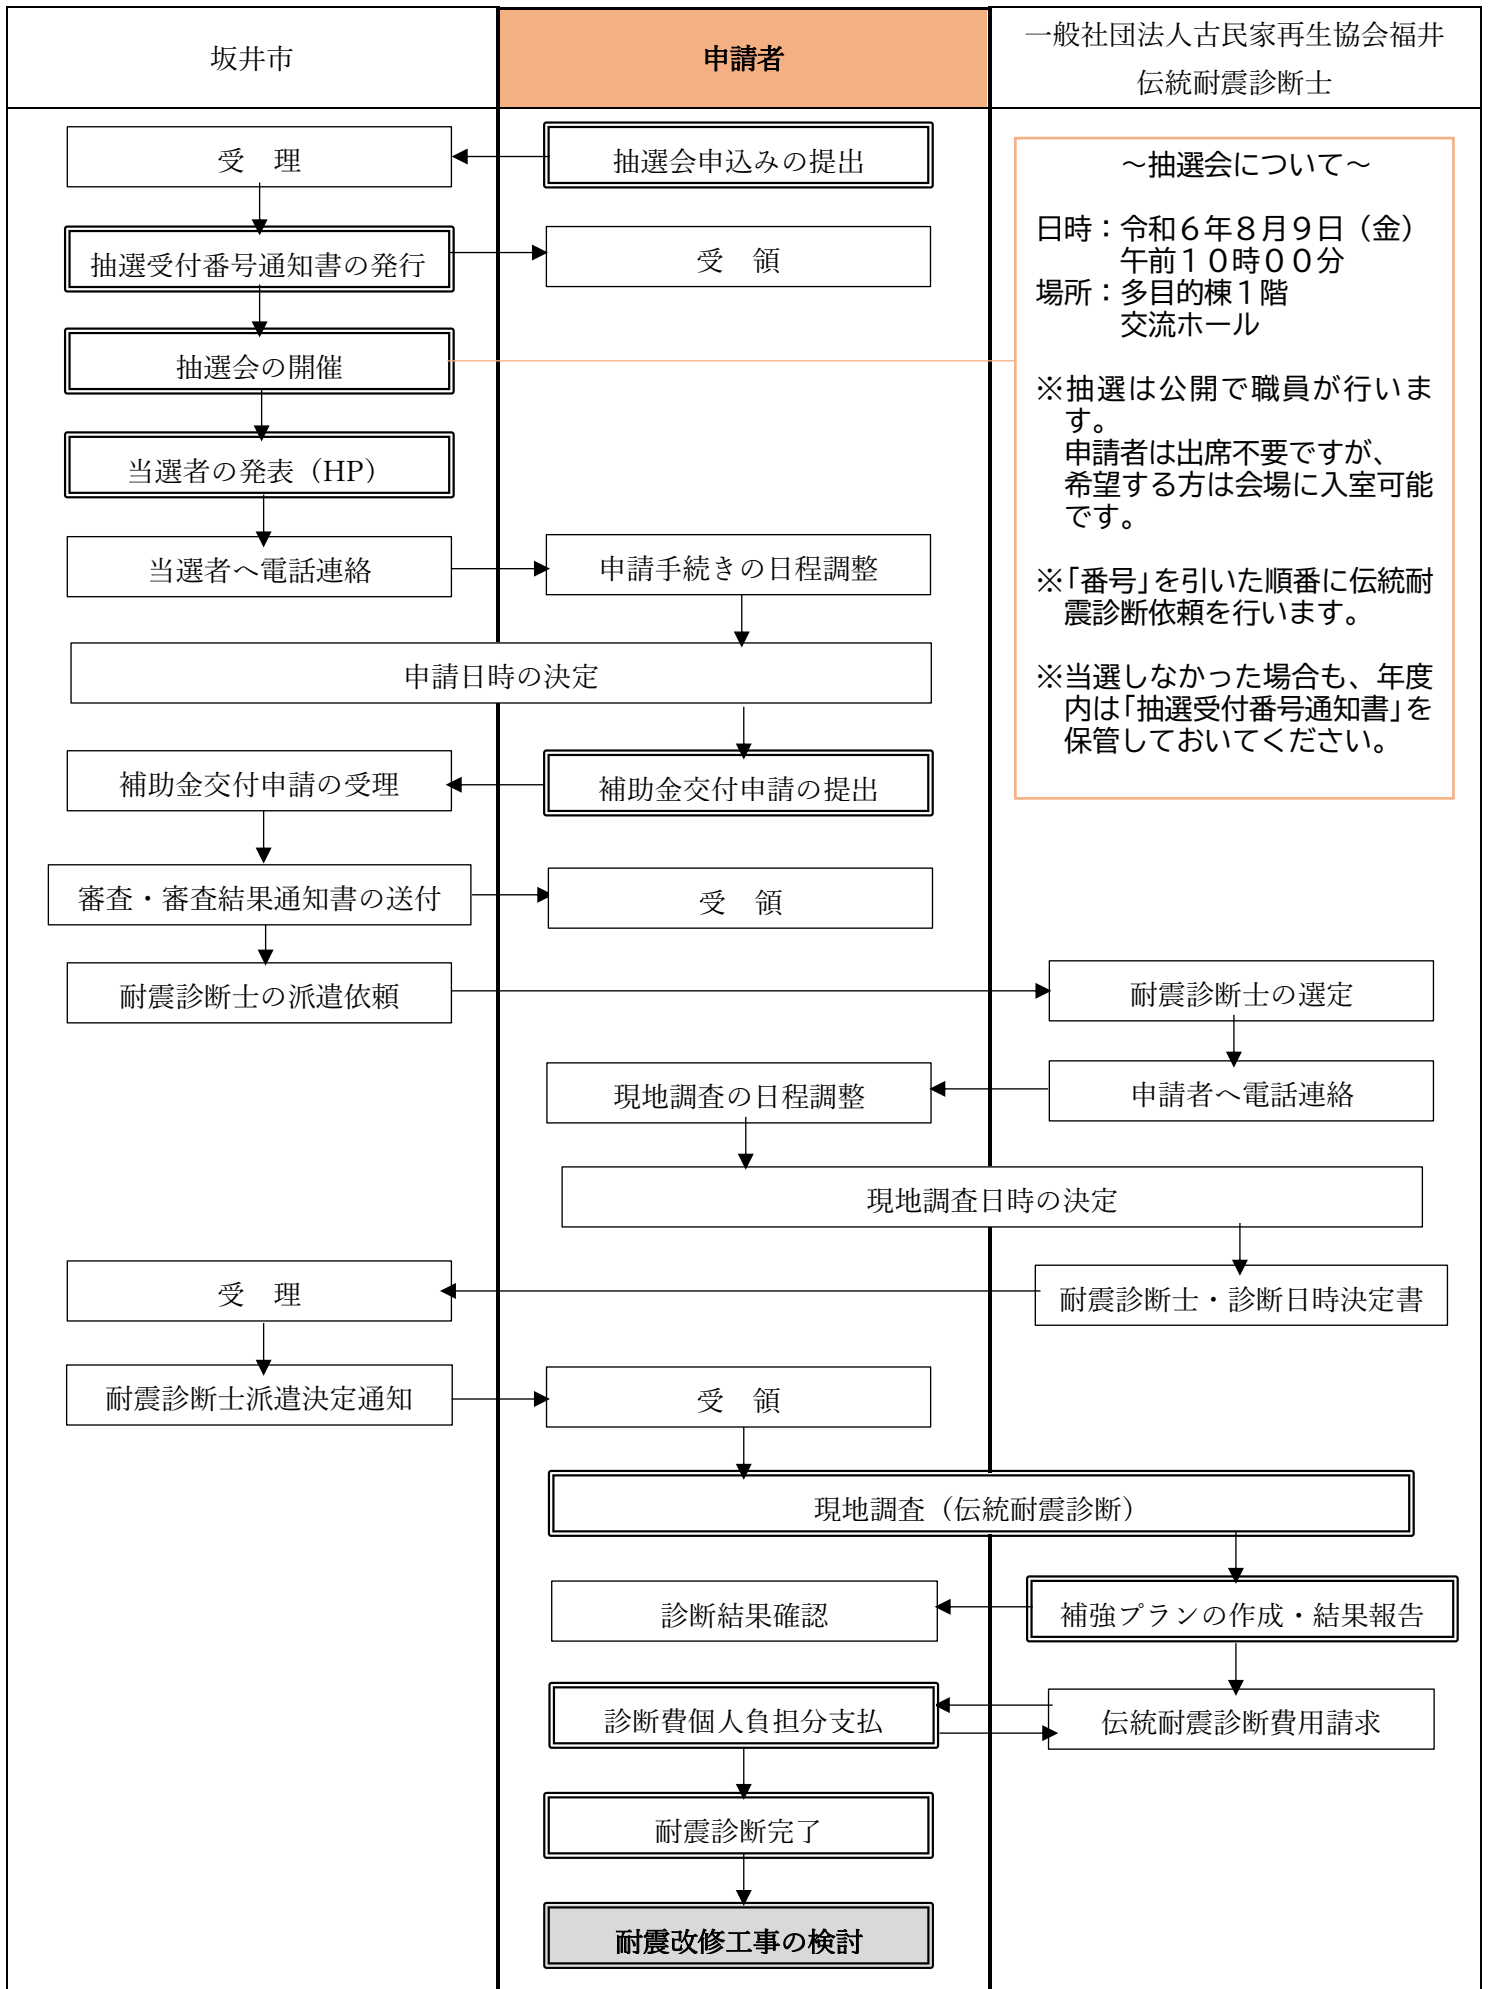 坂井市
申請者
一般社団法人古民家再生協会福井
伝統耐震診断士
受　理
抽選会申込みの提出
抽選受付番号通知書の発行
受　領
抽選会の開催
当選者の発表（HP）
当選者へ電話連絡
申請手続きの日程調整
申請日時の決定
補助金交付申請の受理
補助金交付申請の提出
審査・審査結果通知書の送付
受　領
～抽選会について～
日時：令和６年８月９日（金）
午前１０時００分
場所：多目的棟１階
交流ホール
※抽選は公開で職員が行いま
す。
申請者は出席不要ですが、
希望する方は会場に入室可能
です。
※「番号」を引いた順番に伝統耐
震診断依頼を行います。
※当選しなかった場合も、年度
内は「抽選受付番号通知書」を
保管しておいてください。
耐震診断士の派遣依頼
耐震診断士の選定
現地調査の日程調整
申請者へ電話連絡
現地調査日時の決定
受　理
耐震診断士・診断日時決定書
耐震診断士派遣決定通知
受　領
現地調査（伝統耐震診断）
診断結果確認
補強プランの作成・結果報告
診断費個人負担分支払
伝統耐震診断費用請求
耐震診断完了
耐震改修工事の検討